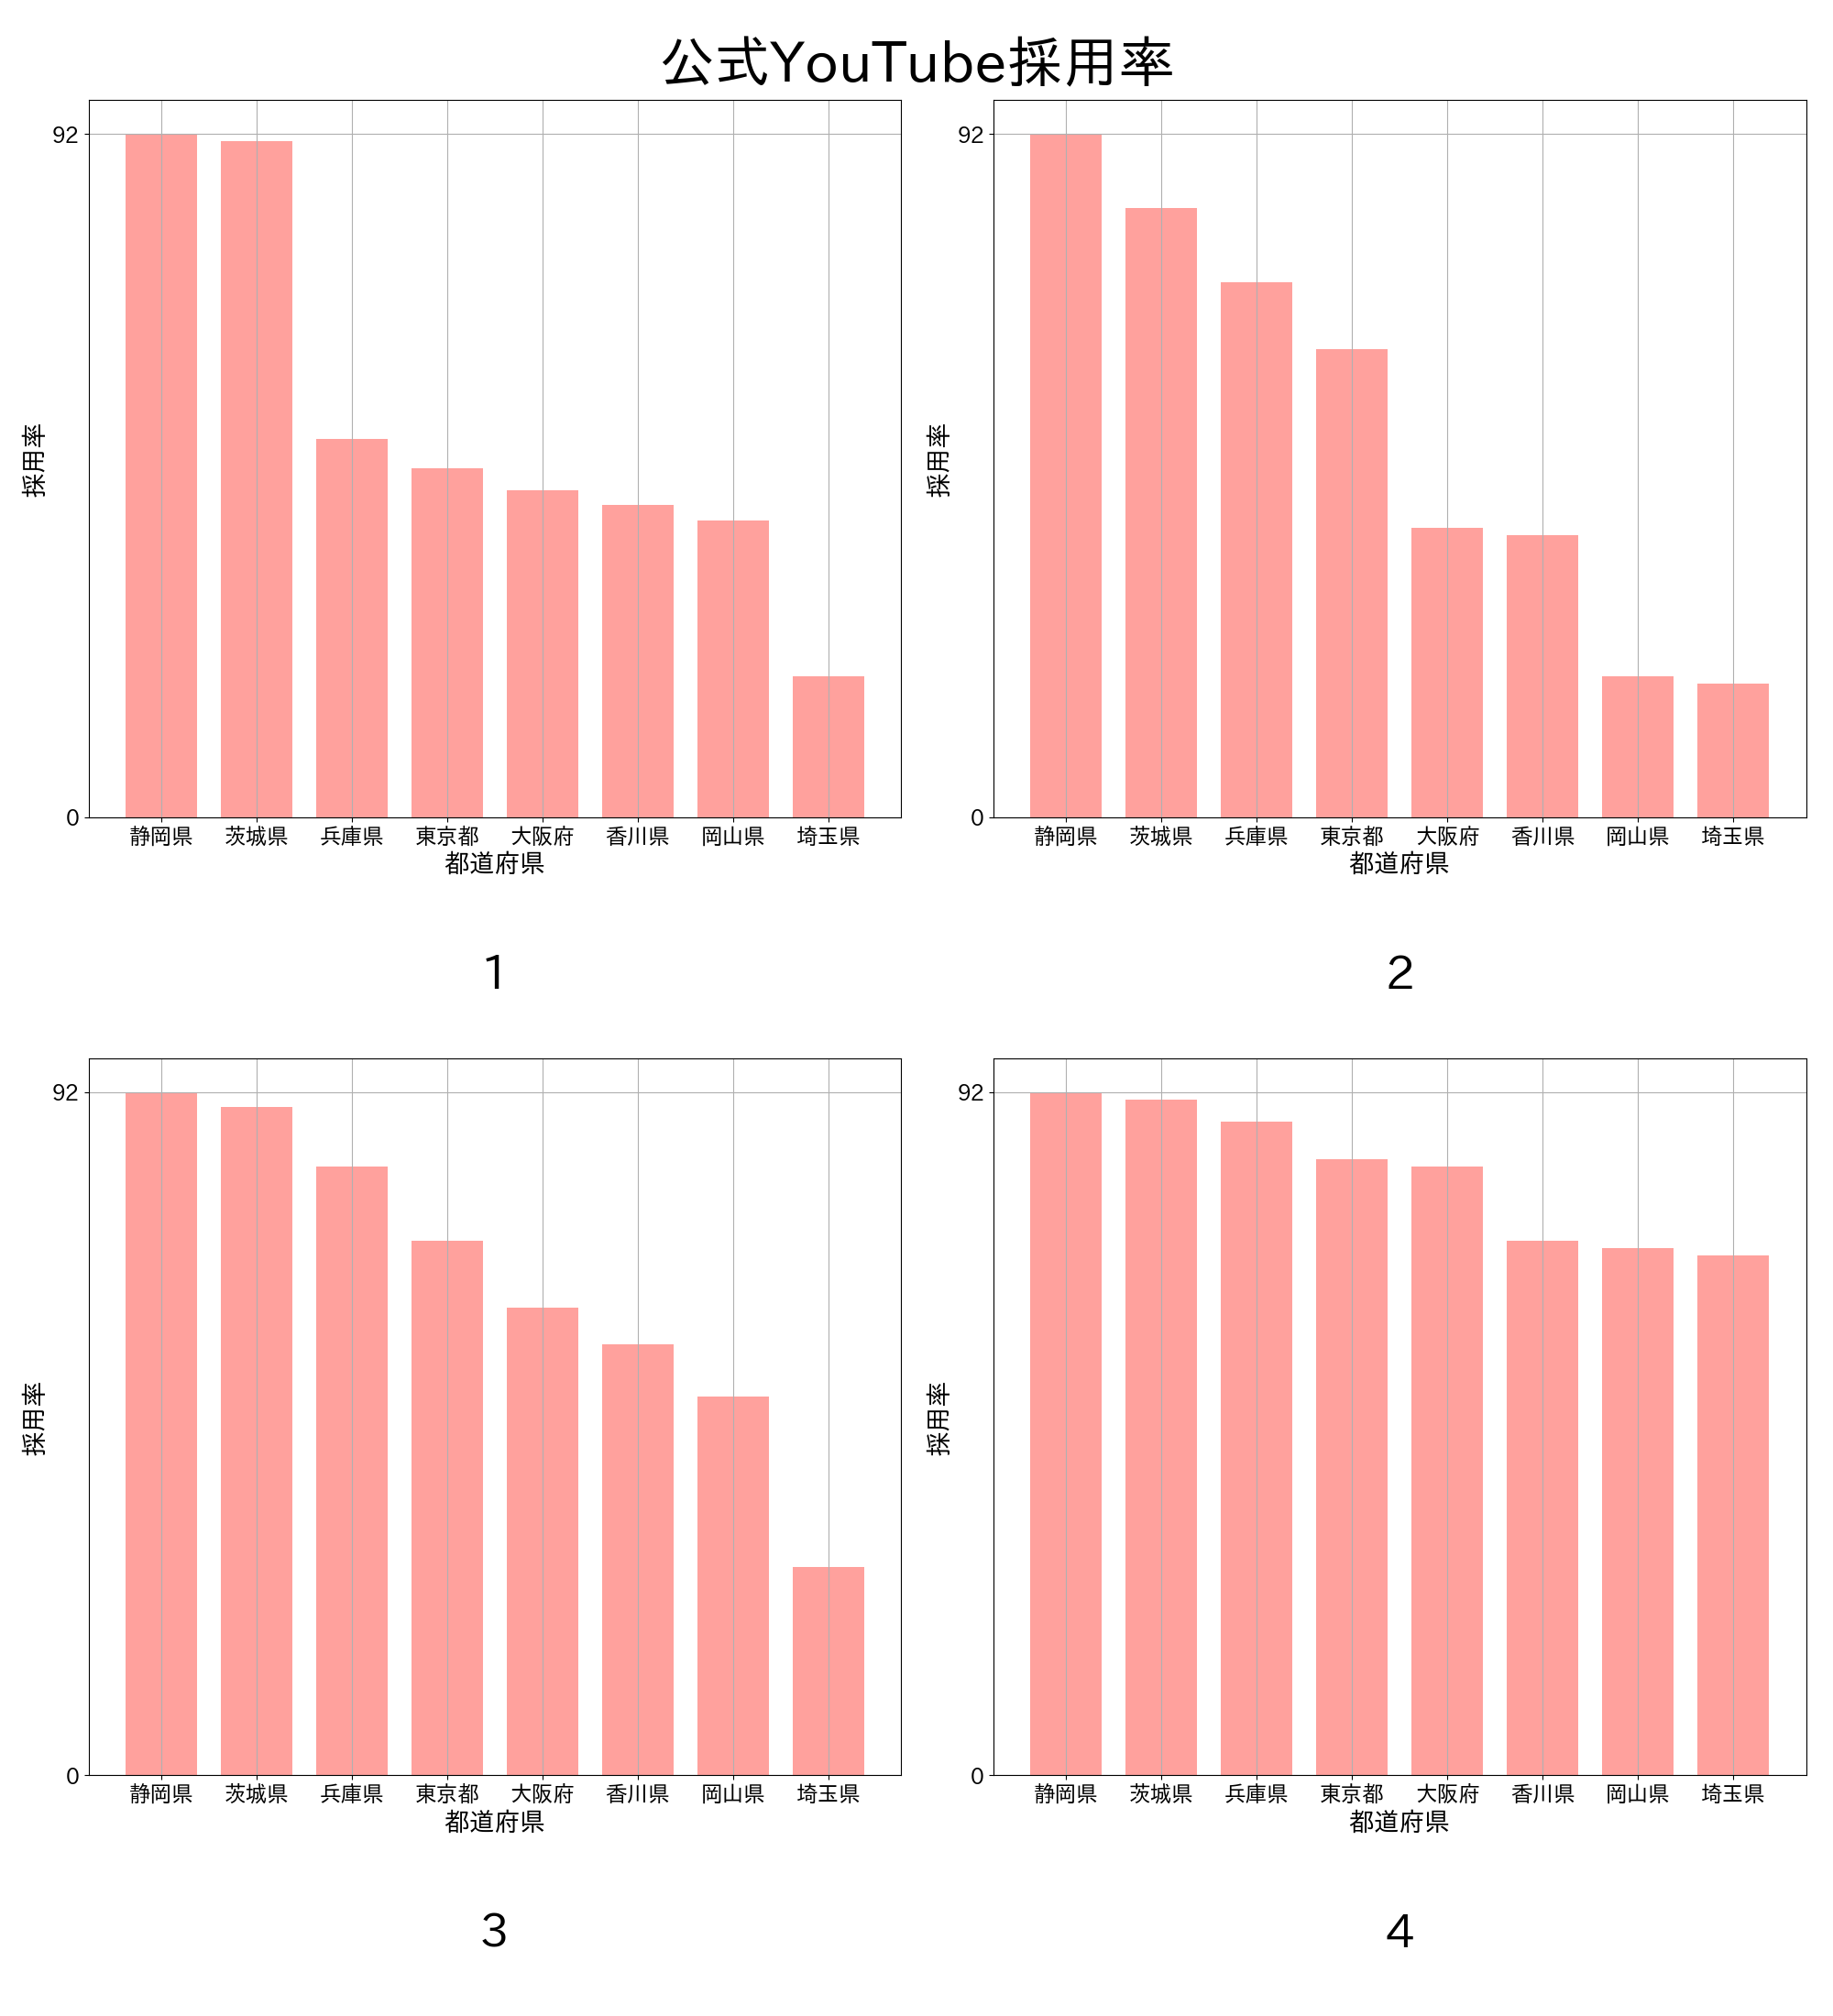 公式YouTube採用率
92
0
採用率
静岡県 茨城県 兵庫県 東京都 大阪府 香川県 岡山県 埼玉県
都道府県
1
92
0
採用率
静岡県 茨城県 兵庫県 東京都 大阪府 香川県 岡山県 埼玉県
都道府県
2
92
0
採用率
静岡県 茨城県 兵庫県 東京都 大阪府 香川県 岡山県 埼玉県
都道府県
3
92
0
採用率
静岡県 茨城県 兵庫県 東京都 大阪府 香川県 岡山県 埼玉県
都道府県
4